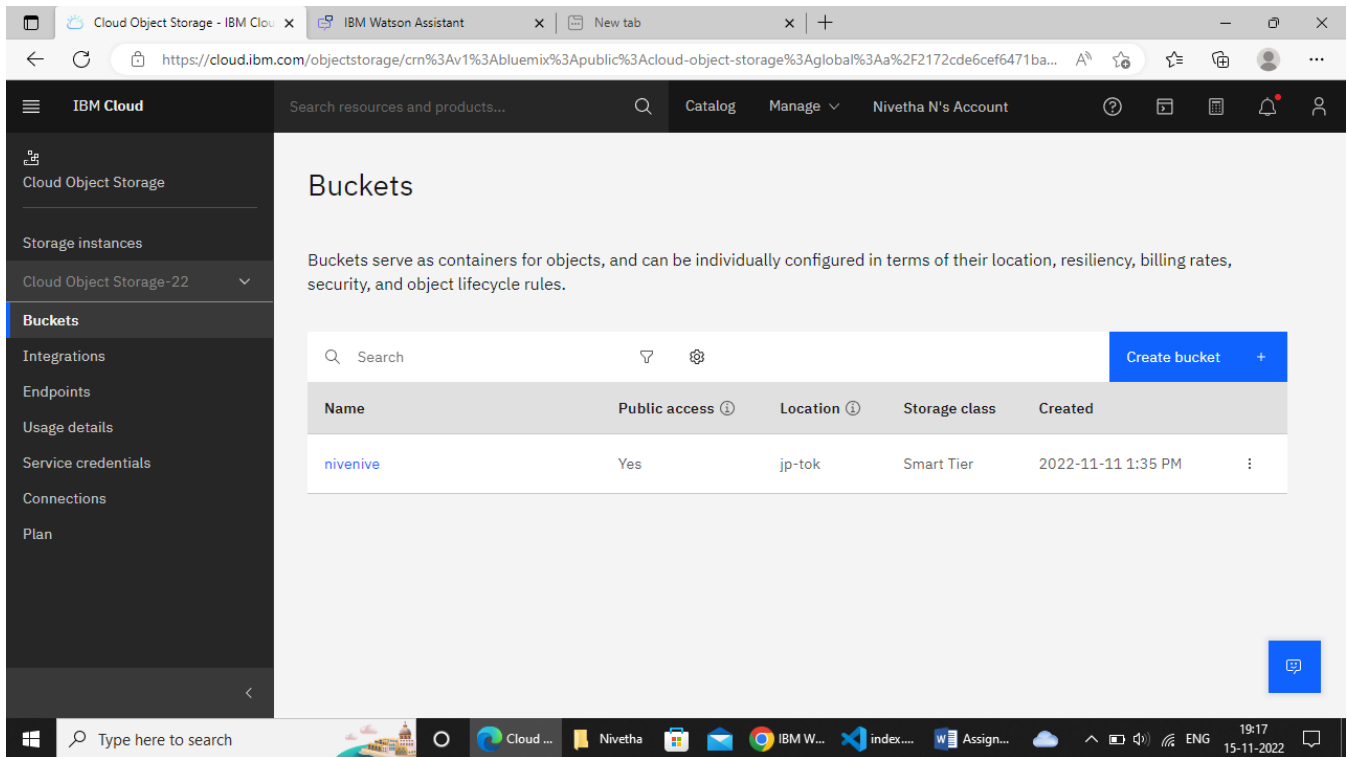 Cloud Object Storage - IBM Clou
IBM Watson Assistant
New tab
https://cloud.ibm.com/objectstorage/crn%3Av1%3Abluemix%3Apublic%3Acloud-object-storage%3Aglobal%3Aa%2F2172cde6cef6471ba...
IBM Cloud
Search resources and products...
Catalog
Manage
Nivetha N's Account
Cloud Object Storage
Storage instances
Cloud Object Storage-22
Buckets
Integrations
Endpoints
Usage details
Service credentials
Connections
Plan
Buckets
Buckets serve as containers for objects, and can be individually configured in terms of their location, resiliency, billing rates,
security, and object lifecycle rules.
Search
Create bucket +
Name Public access Location Storage class Created
nivenive Yes jp-tok Smart Tier 2022-11-11 1:35 PM
Type here to search
Cloud ...
Nivetha
IBM W...
index....
Assign...
ENG
19:17
15-11-2022